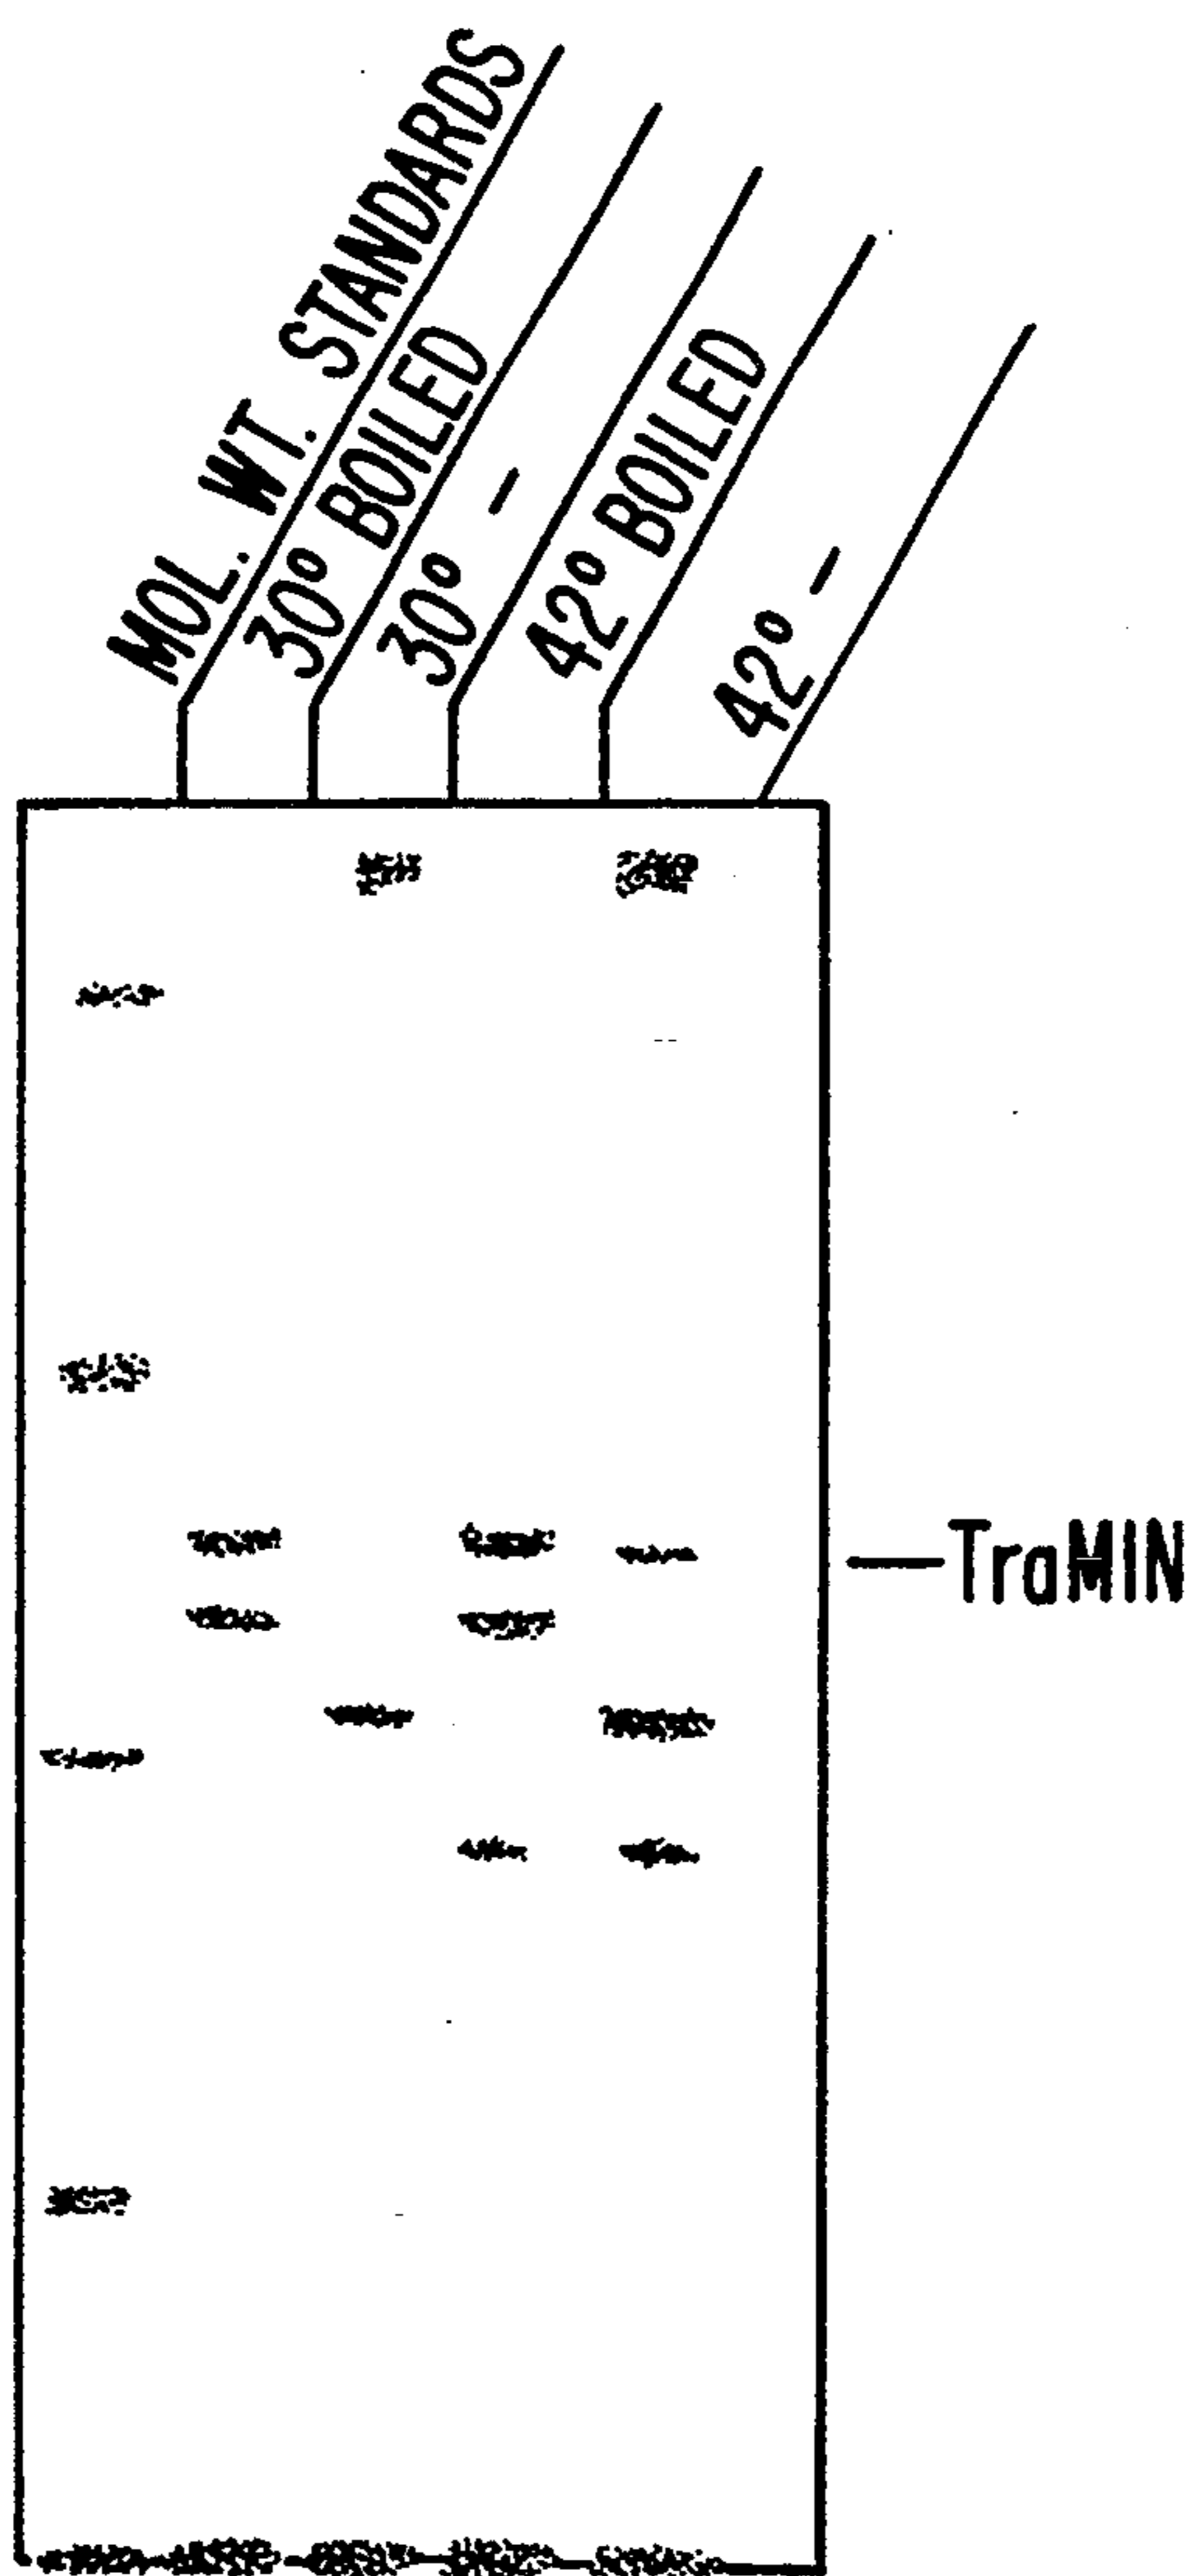 MOL. WT. STANDARDS
30° BOILED
30° -
42° BOILED
42° -
TraMIN